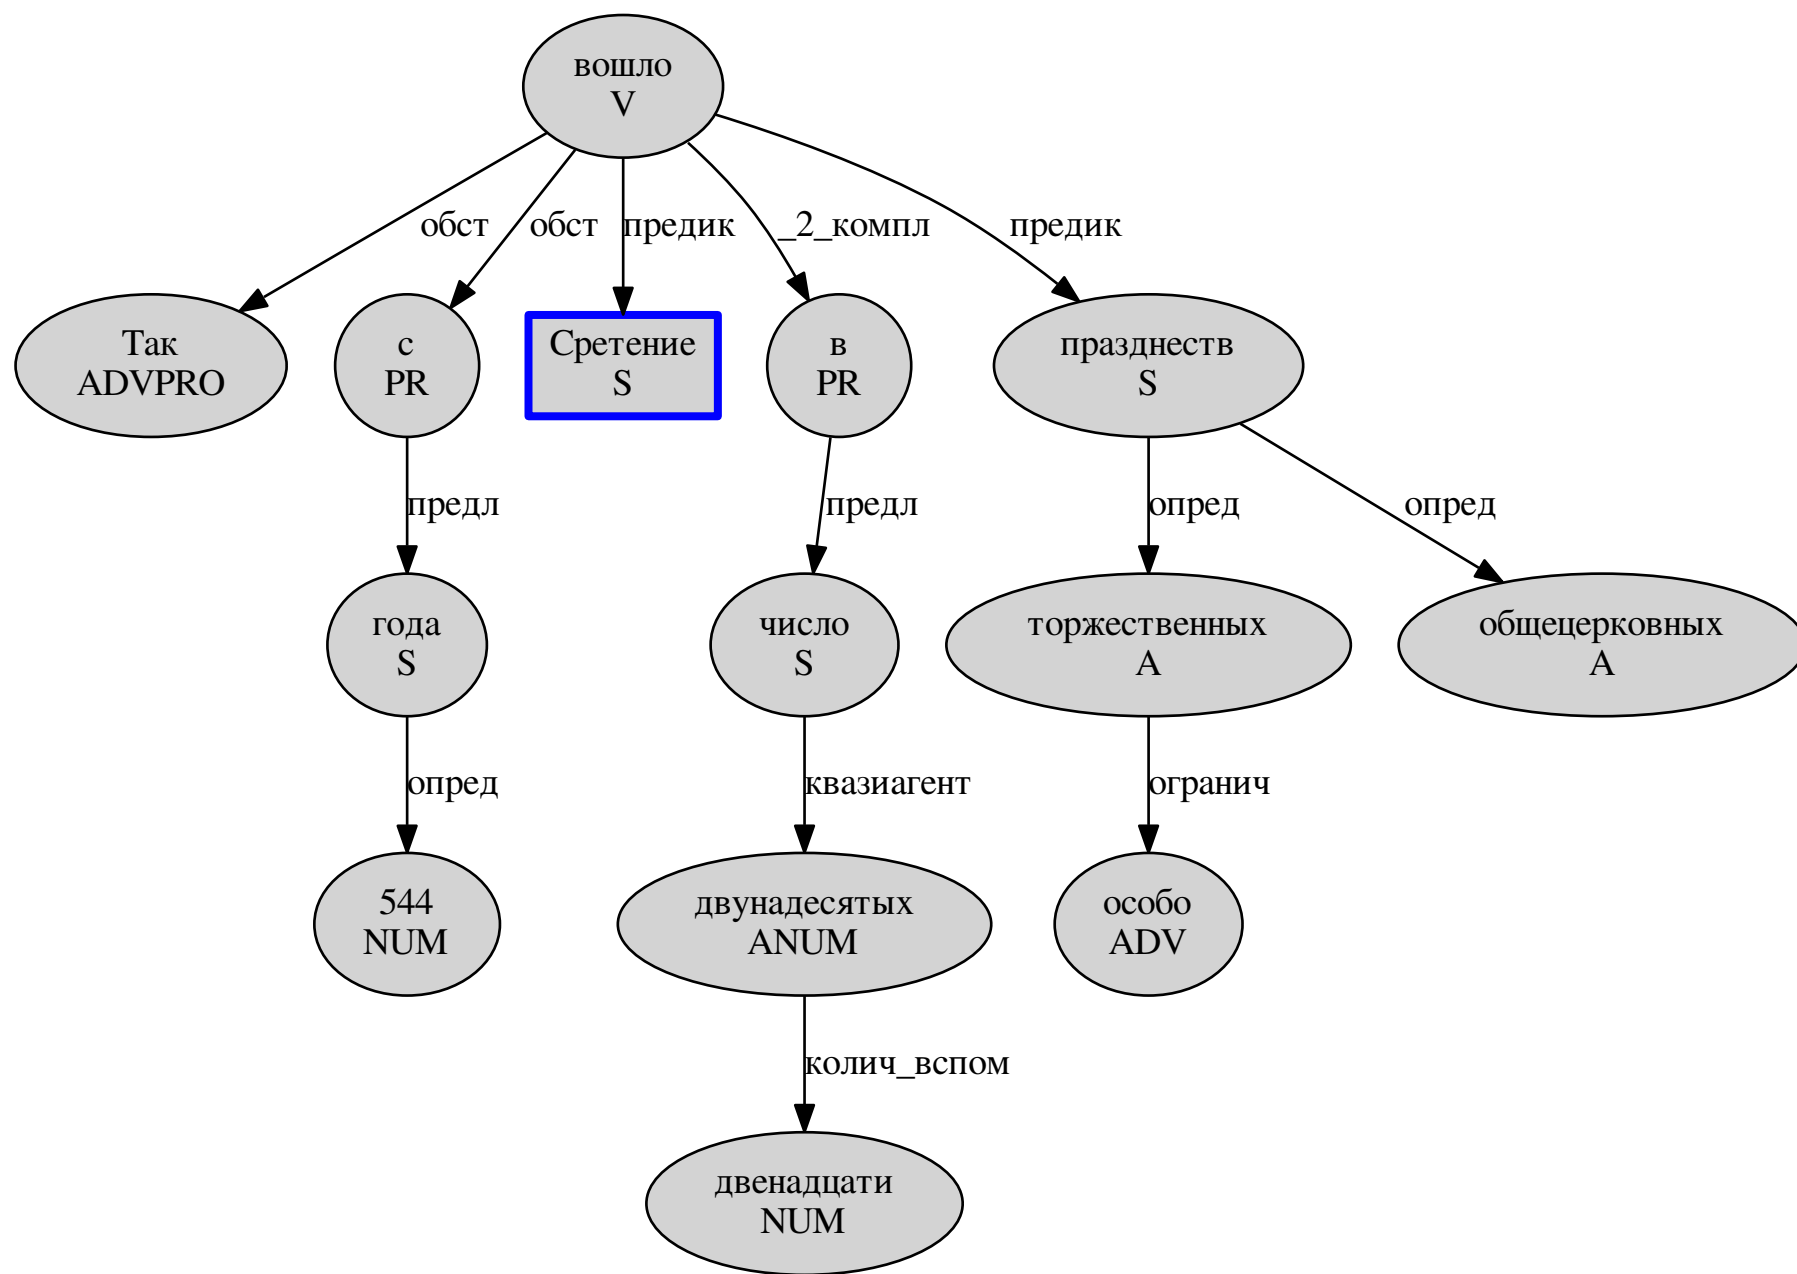 вошло
V
обст
обст
предик
_2_компл
предик
Так
ADVPRO
с
PR
Сретение
S
в
PR
празднеств
S
предл
предл
опред
опред
года
S
число
S
торжественных
A
общецерковных
A
опред
квазиагент
огранич
544
NUM
двунадесятых
ANUM
особо
ADV
колич_вспом
двенадцати
NUM